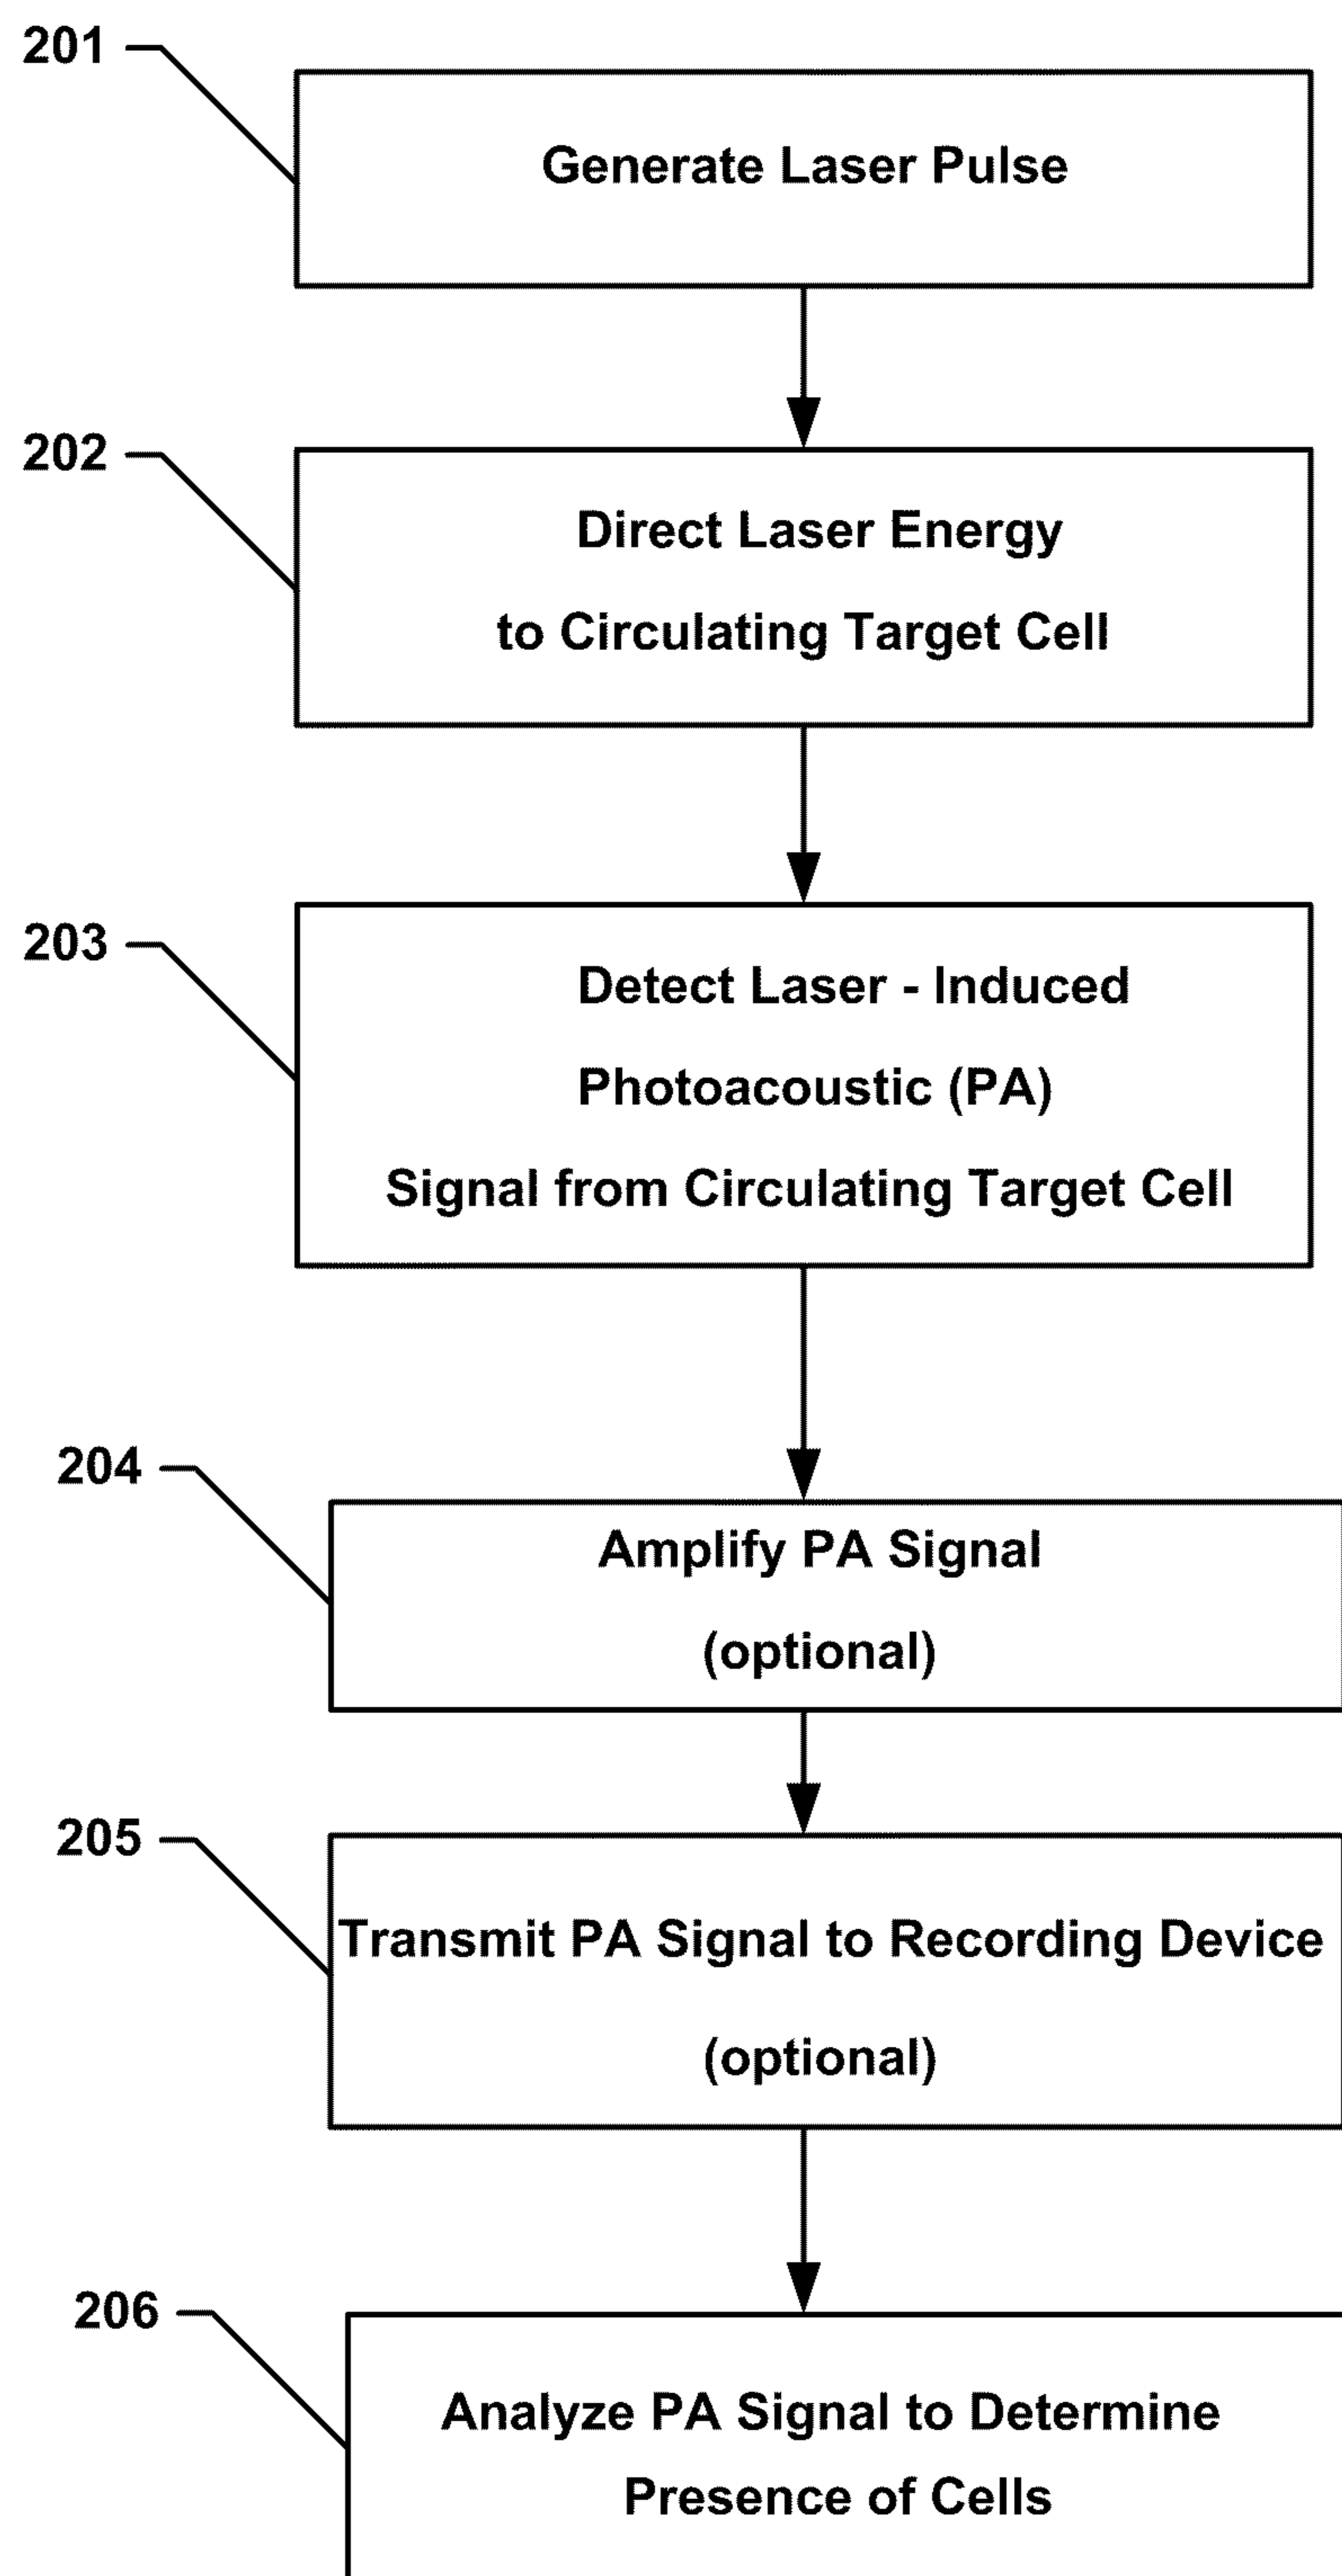 201
Generate Laser Pulse
202
Direct Laser Energy
to Circulating Target Cell
203
Detect Laser - Induced
Photoacoustic (PA)
Signal from Circulating Target Cell
204
Amplify PA Signal
(optional)
205
Transmit PA Signal to Recording Device
(optional)
206
Analyze PA Signal to Determine
Presence of Cells